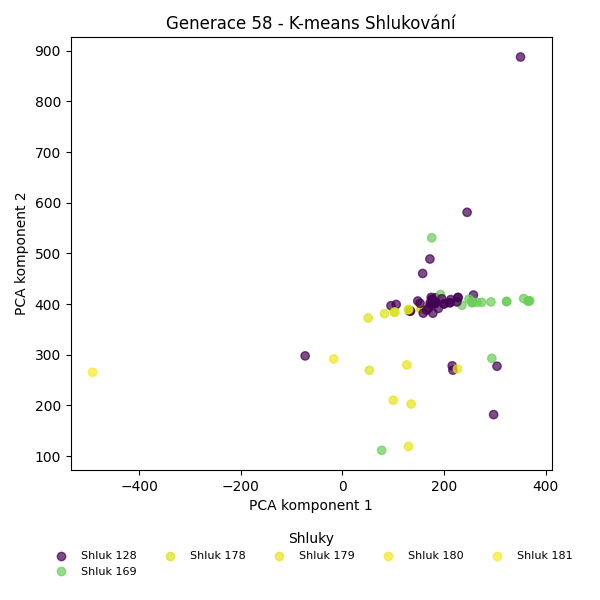 Generace 58 - K-means Shlukování
PCA komponent 2
900
800
700
600
500
400
300
200
100
−400 −200 0 200 400
PCA komponent 1
Shluky
Shluk 128 Shluk 178 Shluk 179 Shluk 180 Shluk 181
Shluk 169